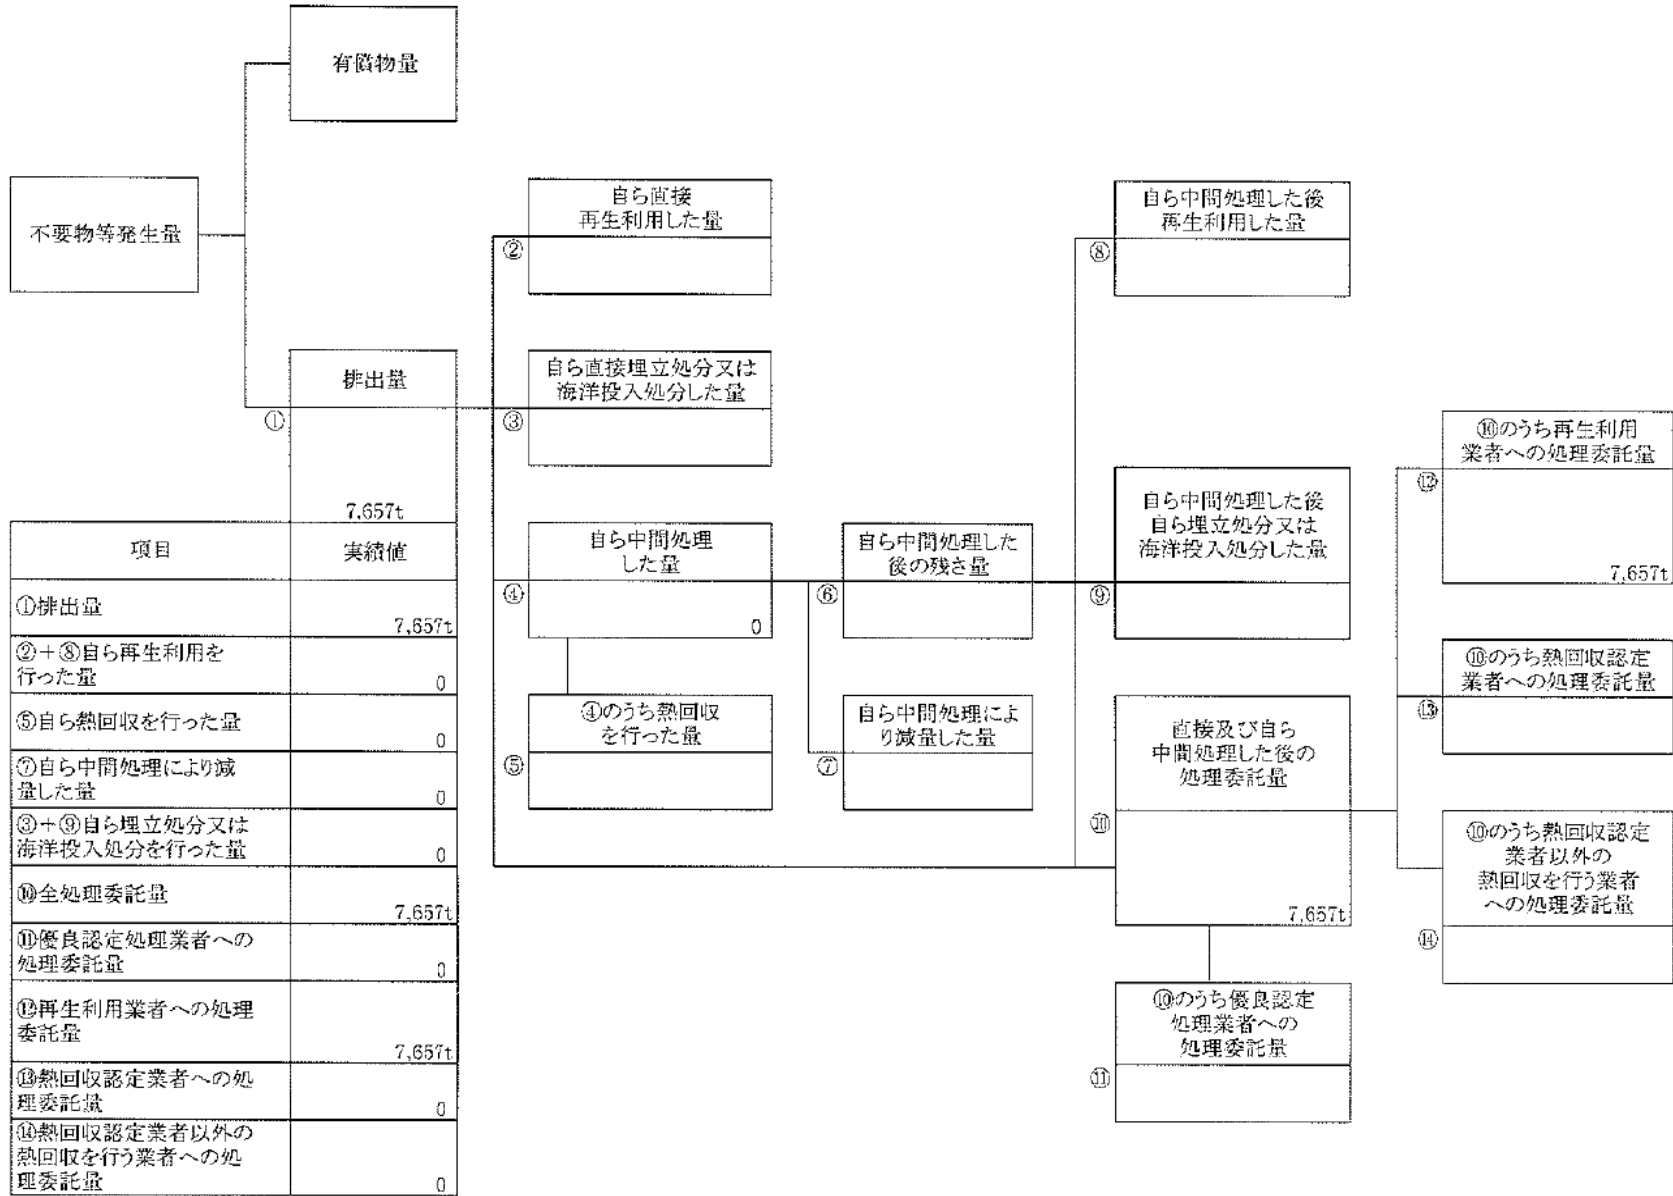 有償物量
不要物等発生量
排出量
①
7,657t
自ら直接
再生利用した量
②
自ら直接埋立処分又は
海洋投入処分した量
③
自ら中間処理
した量
④
0
④のうち熱回収
を行った量
⑤
自ら中間処理した
後の残さ量
⑥
自ら中間処理によ
り減量した量
⑦
自ら中間処理した後
再生利用した量
⑧
自ら中間処理した後
自ら埋立処分又は
海洋投入処分した量
⑨
直接及び自ら
中間処理した後の
処理委託量
⑩
7,657t
⑩のうち優良認定
処理業者への
処理委託量
⑪
⑩のうち再生利用
業者への処理委託量
⑫
7,657t
⑩のうち熱回収認定
業者への処理委託量
⑬
⑩のうち熱回収認定
業者以外の
熱回収を行う業者
への処理委託量
⑭
項目
実績値
①排出量
7,657t
②＋⑧自ら再生利用を
行った量
0
⑤自ら熱回収を行った量
0
⑦自ら中間処理により減
量した量
0
③＋⑨自ら埋立処分又は
海洋投入処分を行った量
0
⑩全処理委託量
7,657t
⑪優良認定処理業者への
処理委託量
0
⑫再生利用業者への処理
委託量
7,657t
⑬熱回収認定業者への処
理委託量
0
⑭熱回収認定業者以外の
熱回収を行う業者への処
理委託量
0